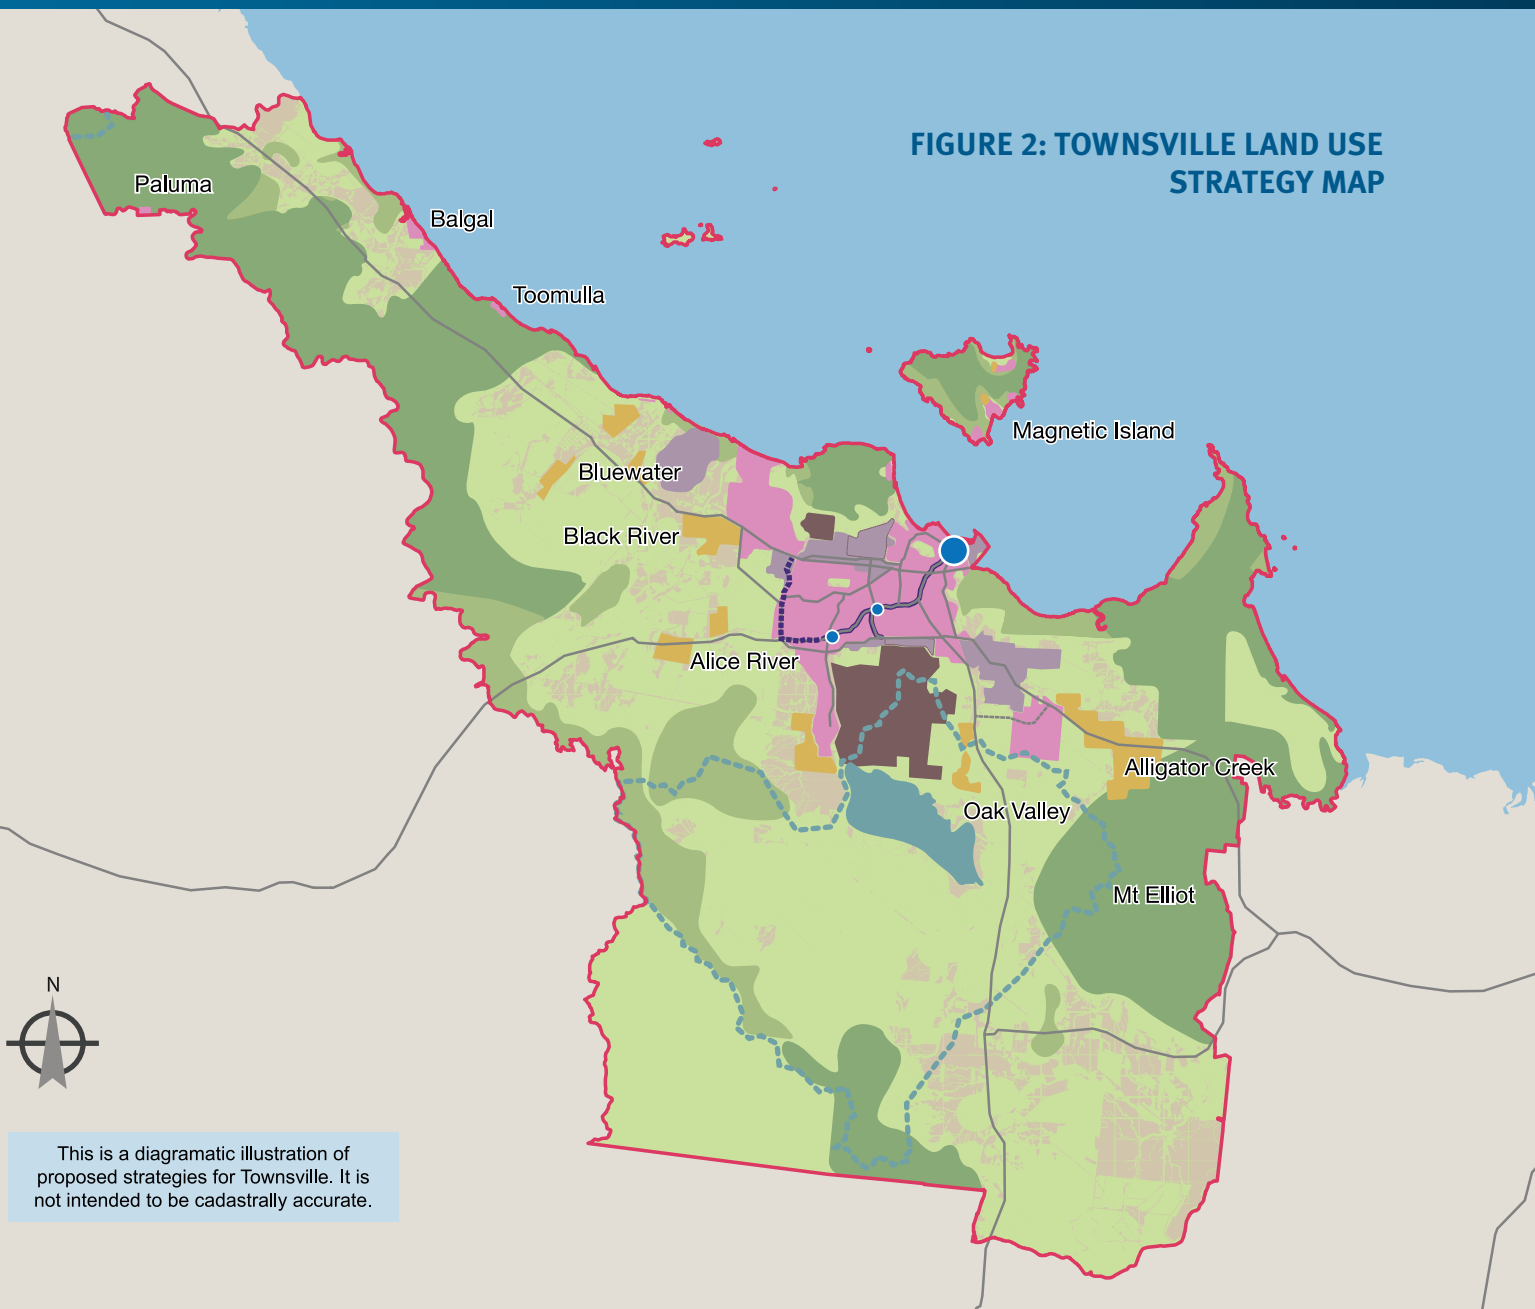 FIGURE 2: TOWNSVILLE LAND USE
STRATEGY MAP
Paluma
Balgal
Toomulla
Magnetic Island
Bluewater
Black River
Alice River
Alligator Creek
Oak Valley
Mt Elliot
N
This is a diagramatic illustration of
proposed strategies for Townsville. It is
not intended to be cadastrally accurate.